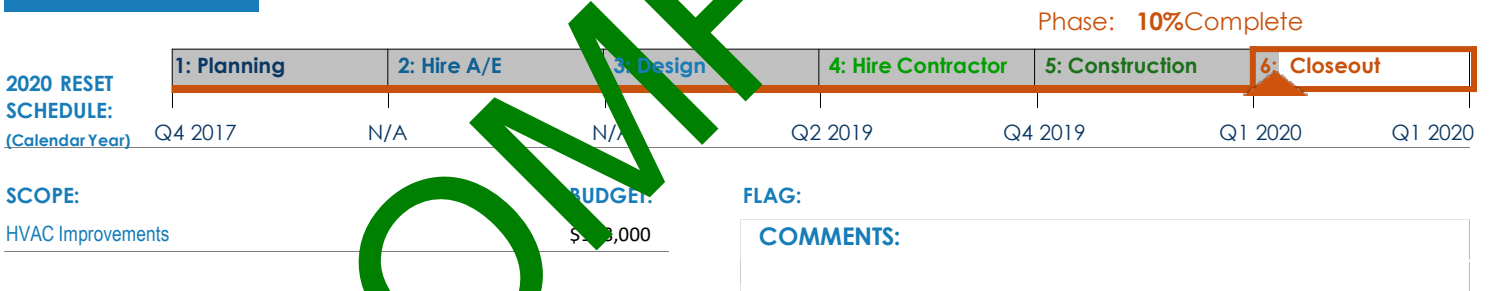 Phase: 10%Complete
1: Planning 2: Hire A/E 3: Design 4: Hire Contractor 5: Construction 6: Closeout
2020 RESET
SCHEDULE:
(Calendar Year) Q4 2017 N/A N/A Q2 2019 Q4 2019 Q1 2020 Q1 2020
SCOPE: BUDGET: FLAG:
HVAC Improvements COMMENTS:
OMP